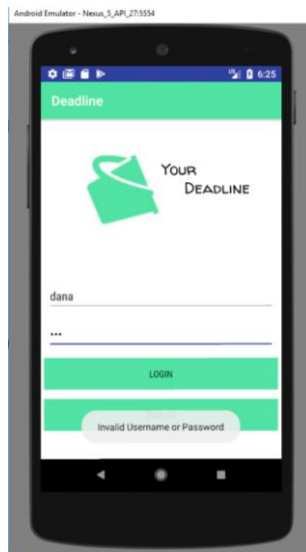 Android Emulator - Nexus_5_API_27:5554
6:25
Deadline
YOUR
DEADLINE
dana
•••
LOGIN
Invalid Username or Password